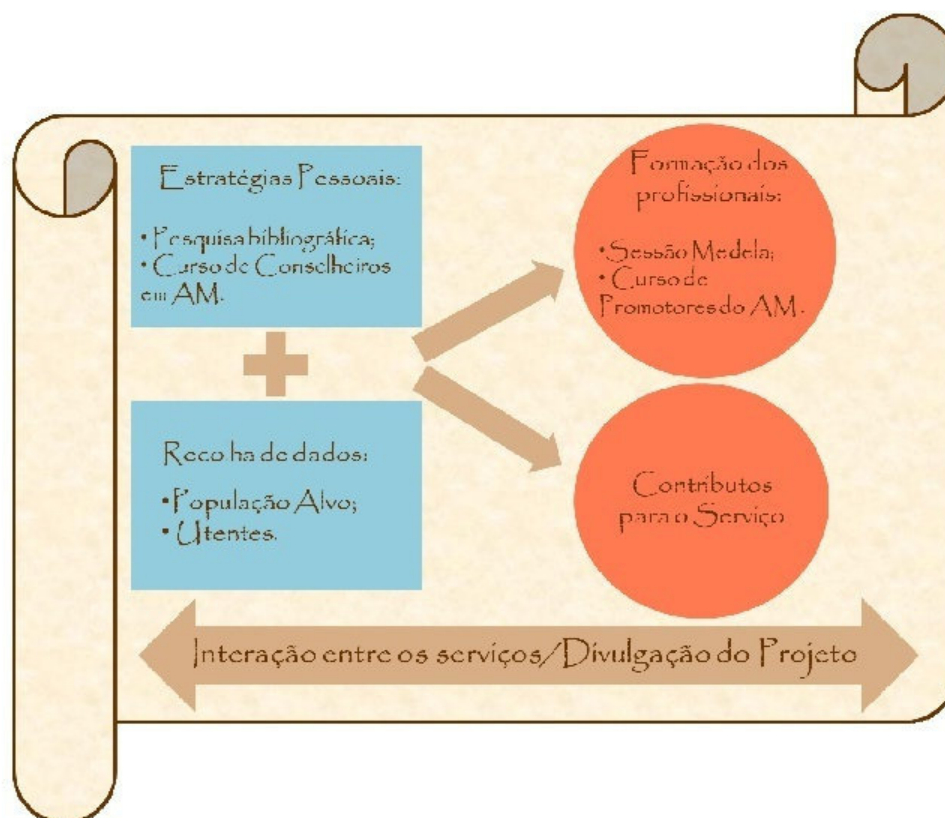 Estratégias Pessoais:
• Pesquisa bibliográfica;
• Curso de Conselheiros
em AM.
Recolha de dados:
• População Alvo;
• Utentes.
Formação dos
profissionais:
• Sessão Medela;
• Curso de
Promotores do AM.
Contributos
para o Serviço
Interação entre os serviços/Divulgação do Projeto